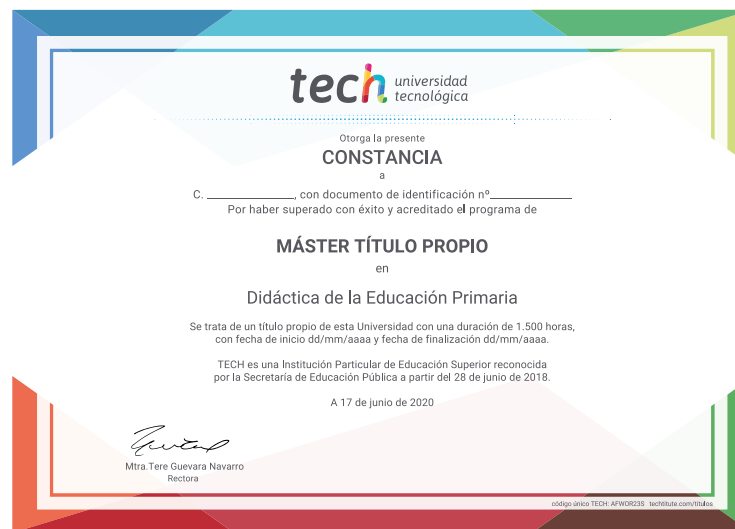 tech universidad
tecnológica
Otorga la presente
CONSTANCIA
a
C. ________________, con documento de identificación nº______________
Por haber superado con éxito y acreditado el programa de
MÁSTER TÍTULO PROPIO
en
Didáctica de la Educación Primaria
Se trata de un título propio de esta Universidad con una duración de 1.500 horas,
con fecha de inicio dd/mm/aaaa y fecha de finalización dd/mm/aaaa.
TECH es una Institución Particular de Educación Superior reconocida
por la Secretaría de Educación Pública a partir del 28 de junio de 2018.
A 17 de junio de 2020
Mtra.Tere Guevara Navarro
Rectora
código único TECH: AFWOR23S techtitute.com/titulos